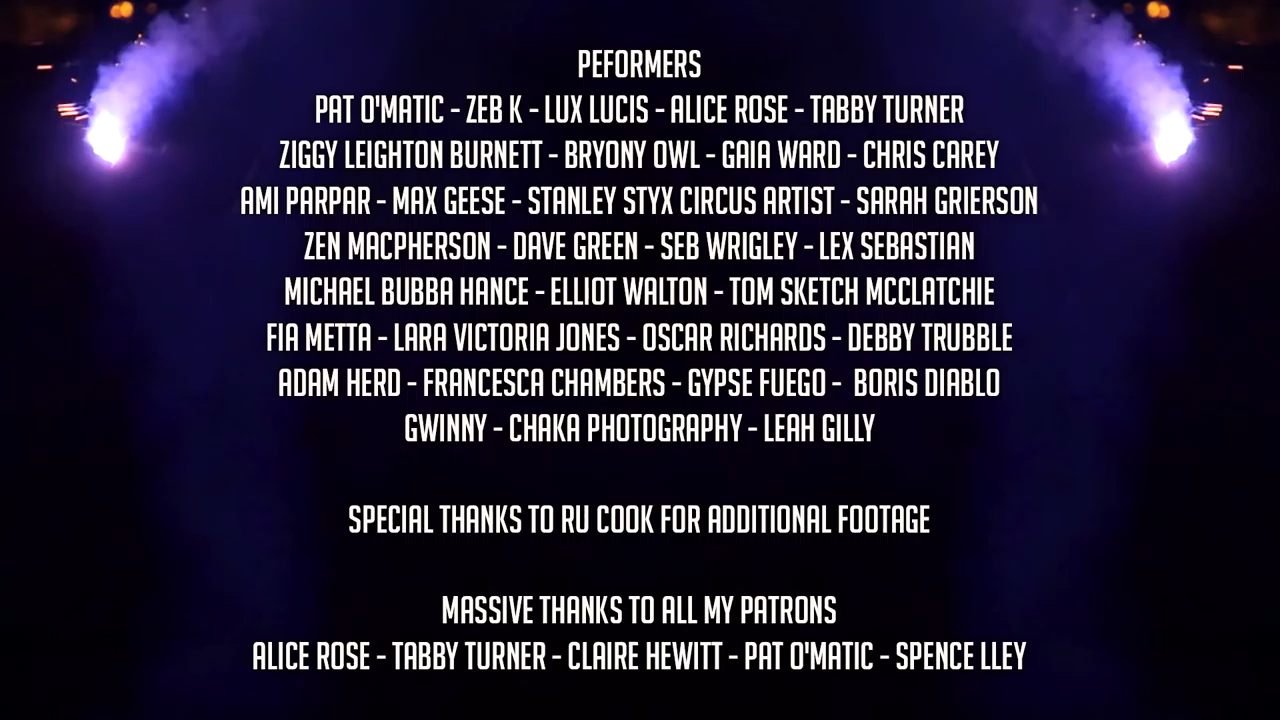 PEFORMERS
PAT O'MATIC - ZEB K - LUX LUCIS - ALICE ROSE - TABBY TURNER
ZIGGY LEIGHTON BURNETT - BRYONY OWL - GAIA WARD - CHRIS CAREY
AMI PARPAR - MAX GEESE - STANLEY STYX CIRCUS ARTIST - SARAH GRIERSON
ZEN MACPHERSON - DAVE GREEN - SEB WRIGLEY - LEX SEBASTIAN
MICHAEL BUBBA HANCE - ELLIOT WALTON - TOM SKETCH MCCLATCHIE
FIA METTA - LARA VICTORIA JONES - OSCAR RICHARDS - DEBBY TRUBBLE
ADAM HERD - FRANCESCA CHAMBERS - GYPSE FUEGO -  BORIS DIABLO
GWINNY - CHAKA PHOTOGRAPHY - LEAH GILLY
SPECIAL THANKS TO RU COOK FOR ADDITIONAL FOOTAGE
MASSIVE THANKS TO ALL MY PATRONS
ALICE ROSE - TABBY TURNER - CLAIRE HEWITT - PAT O'MATIC - SPENCE LLEY